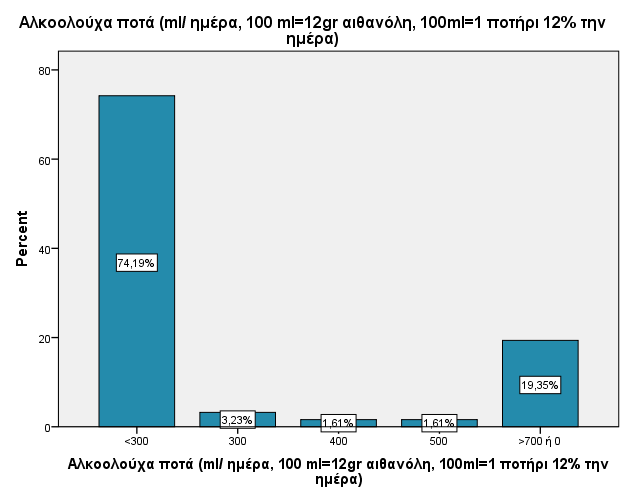 Αλκοολούχα ποτά (ml/ ημέρα, 100 ml=12gr αιθανόλη, 100ml=1 ποτήρι 12% την
ημέρα)
80
60
40
20
0
Percent
74,19%
3,23%
1,61%
1,61%
19,35%
<300
300
400
500
>700 ή 0
Αλκοολούχα ποτά (ml/ ημέρα, 100 ml=12gr αιθανόλη, 100ml=1 ποτήρι 12% την
ημέρα)